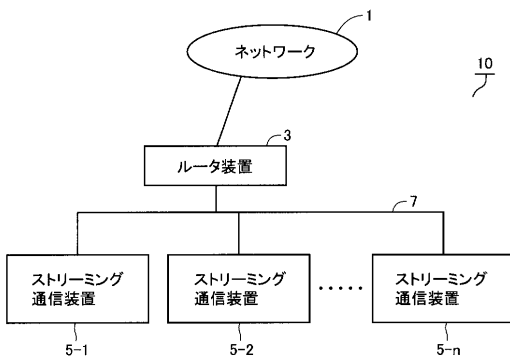 1
ネットワーク
10
3
ルータ装置
7
ストリーミング
通信装置
ストリーミング
通信装置
.....
ストリーミング
通信装置
5-1
5-2
5-n